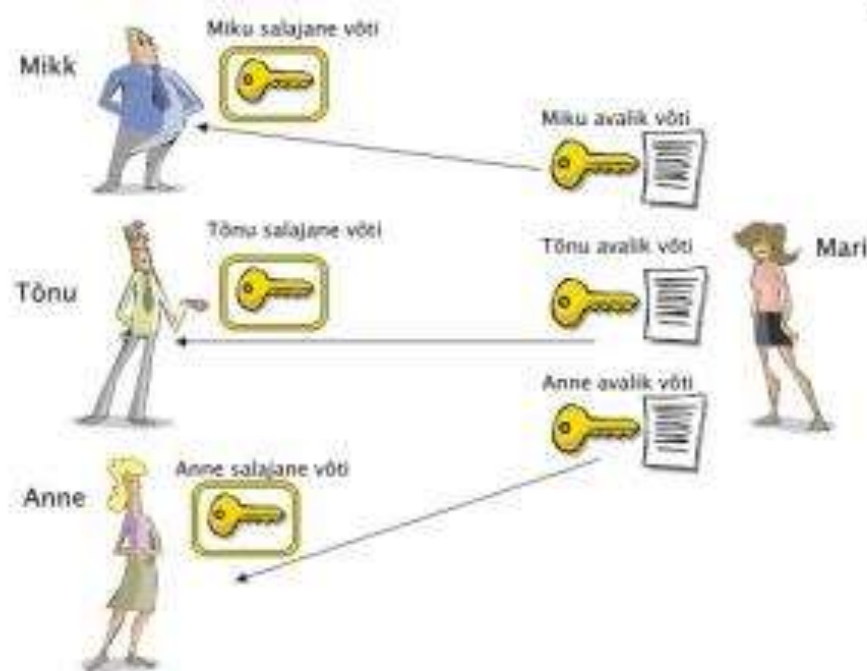 Miku salajane võti
Mikk
Miku avalik võti
Tõnu salajane võti
Tõnu avalik võti
Mari
Tõnu
Anne avalik võti
Anne salajane võti
Anne